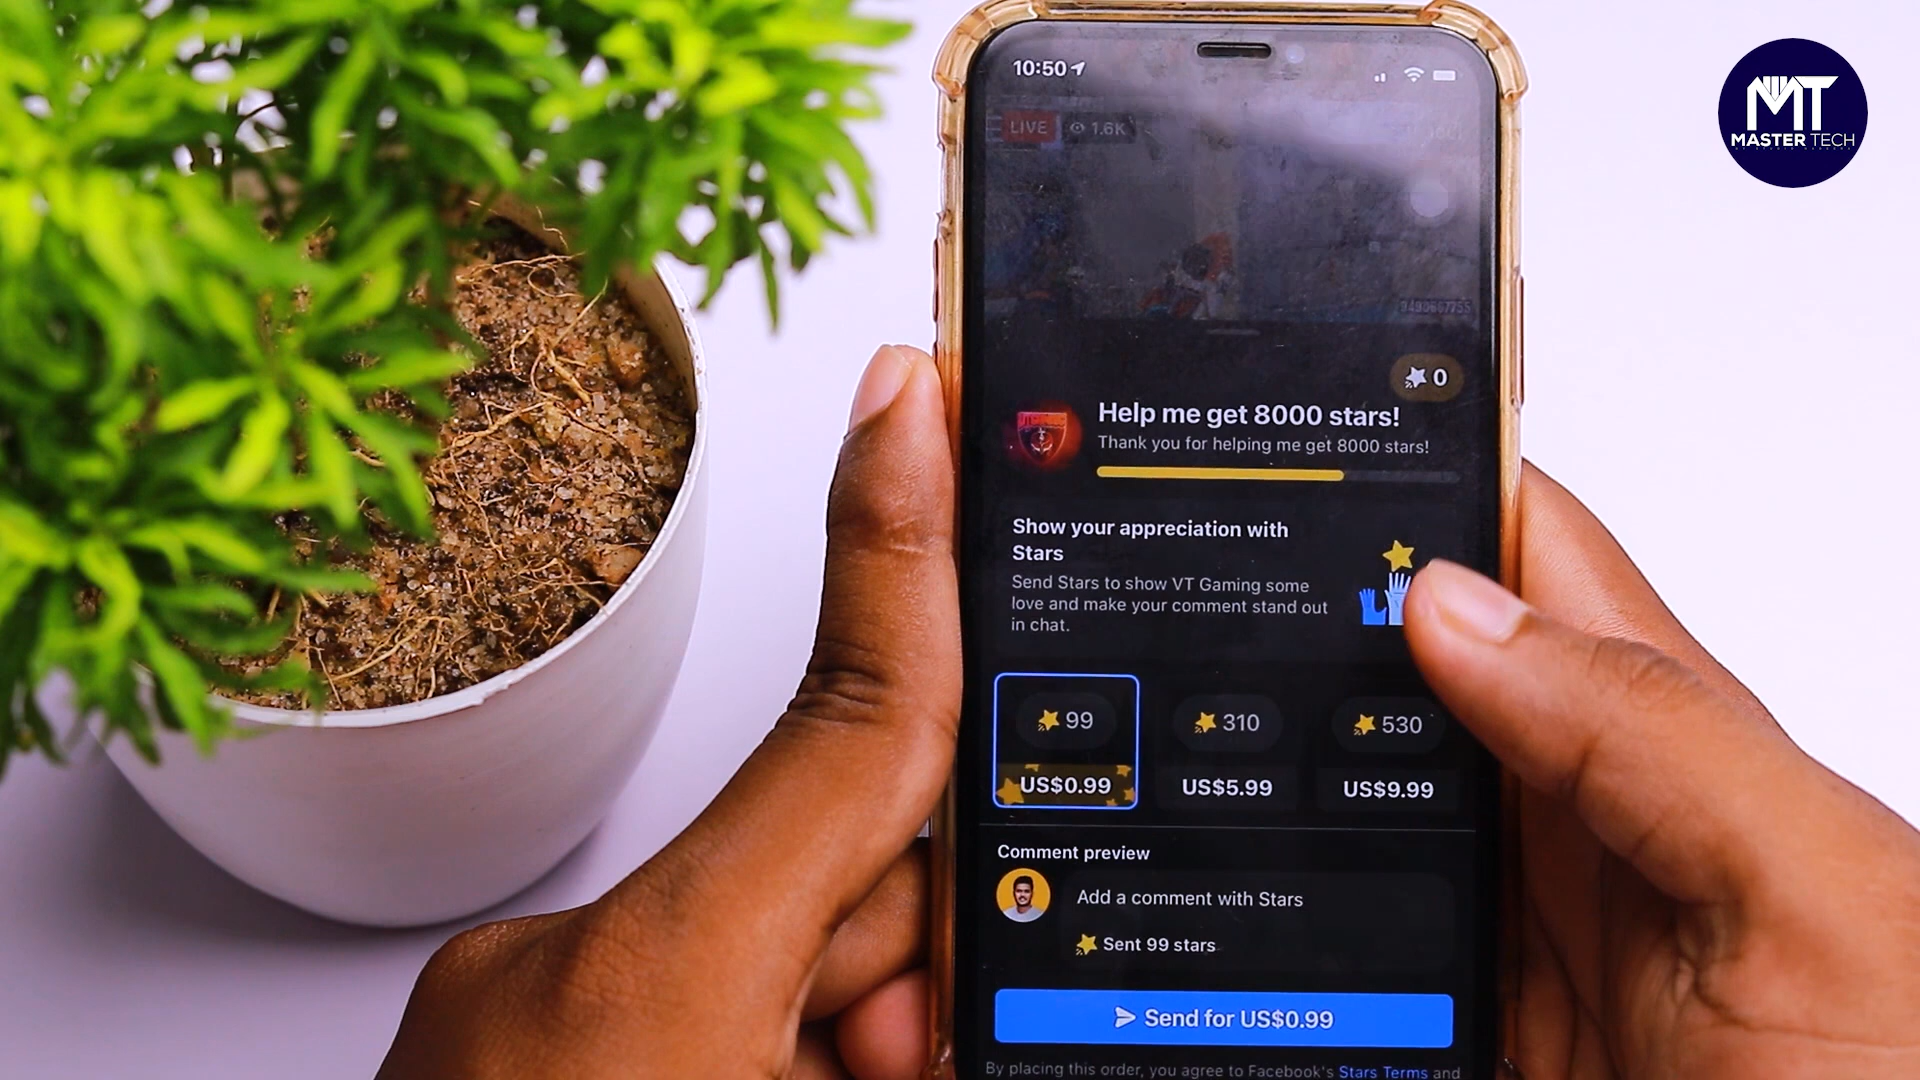 10:50
MT
MASTER TECH
LIVE 1.6K
0
Help me get 8000 stars!
Thank you for helping me get 8000 stars!
Show your appreciation with
Stars
Send Stars to show VT Gaming some
love and make your comment stand out
in chat.
99 310 530
US$0.99 US$5.99 US$9.99
Comment preview
Add a comment with Stars
Sent 99 stars
Send for US$0.99
By placing this order, you agree to Facebook's Stars Terms and